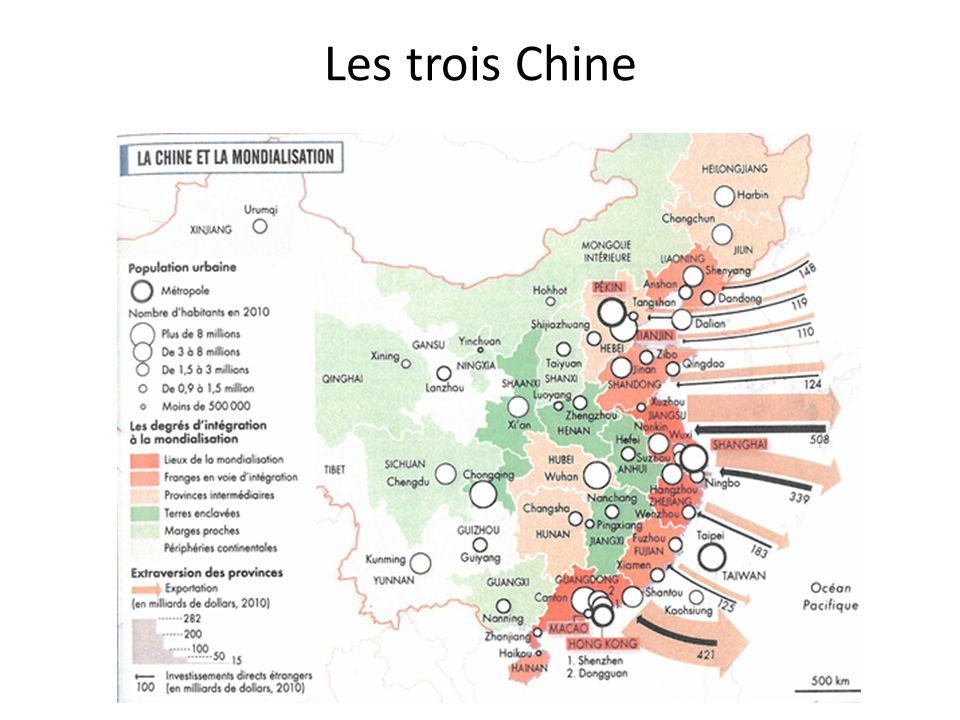 Les trois Chine
LA CHINE ET LA MONDIALISATION
Urumqi
XINJIANG
Population urbaine
Métropole
Nombre d'habitants en 2010
Plus de 8 millions
De 3 à 8 millions
De 1,5 à 3 millions
De 0,9 à 1,5 million
Moins de 500 000
Les degrés d'intégration
à la mondialisation
Lieux de la mondialisation
Franges en voie d'intégration
Provinces intermédiaires
Terres enclavées
Marges proches
Périphéries continentales
Extraversion des provinces
Exportation
(en milliards de dollars, 2010)
282
200
100
50
15
Investissements directs étrangers
100
(en milliards de dollars, 2010)
HEILONGJIANG
Harbin
Changchun
JILIN
MONGOLIE
INTÉRIEURE
LIAONING
Shenyang
Anshan
148
PÉKIN
Hohhot
Tangshan
Dandong
119
Shijiazhuang
Dalian
TIANJIN
110
HEBEI
GANSU
Yinchuan
Xining
NINGXIA
Taiyuan
Zibo
Qingdao
Jinan
QINGHAI
Lanzhou
SHAANXI
SHANXI
SHANDONG
124
Luoyang
Xuzhou
Zhengzhou
JIANGSU
Xi'an
HENAN
Nankin
Wuxi
508
Hefei
Suzhou
SHANGHAI
TIBET
SICHUAN
Chongqing
HUBEI
ANHUI
Chengdu
Wuhan
Ningbo
Hangzhou
339
Nanchang
ZHEJIANG
Changsha
Wenzhou
Pingxiang
183
GUIZHOU
HUNAN
JIANGXI
Fuzhou
Taipei
Guiyang
FUJIAN
Kunming
Xiamen
TAIWAN
YUNNAN
GUANGXI
GUANGDONG
2
Canton
1
Shantou
125
Océan
Pacifique
Kaohsiung
Nanning
MACAO
Zhanjiang
HONG KONG
421
Haikou
1. Shenzhen
HAINAN
2. Dongguan
500 km